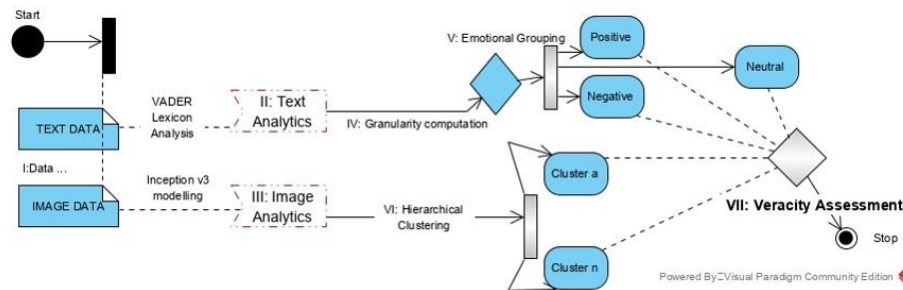 Start
V: Emotional Grouping
Positive
Neutral
Negative
VADER
Lexicon
Analysis
II: Text
Analytics
IV: Granularity computation
TEXT DATA
I:Data ...
IMAGE DATA
Inception v3
modelling
III: Image
Analytics
VI: Hierarchical
Clustering
Cluster a
Cluster n
VII: Veracity Assessment
Stop
Powered By Visual Paradigm Community Edition